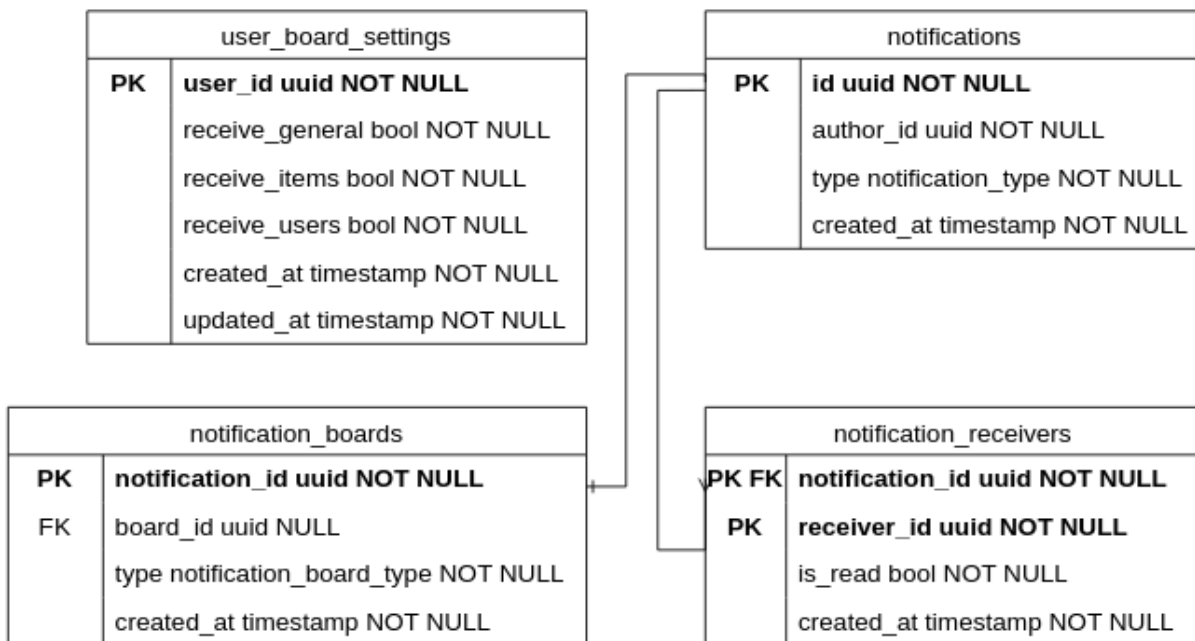 user_board_settings
PK user_id uuid NOT NULL
receive_general bool NOT NULL
receive_items bool NOT NULL
receive_users bool NOT NULL
created_at timestamp NOT NULL
updated_at timestamp NOT NULL
notifications
PK id uuid NOT NULL
author_id uuid NOT NULL
type notification_type NOT NULL
created_at timestamp NOT NULL
notification_boards
PK notification_id uuid NOT NULL
FK board_id uuid NULL
type notification_board_type NOT NULL
created_at timestamp NOT NULL
notification_receivers
PK FK notification_id uuid NOT NULL
PK receiver_id uuid NOT NULL
is_read bool NOT NULL
created_at timestamp NOT NULL